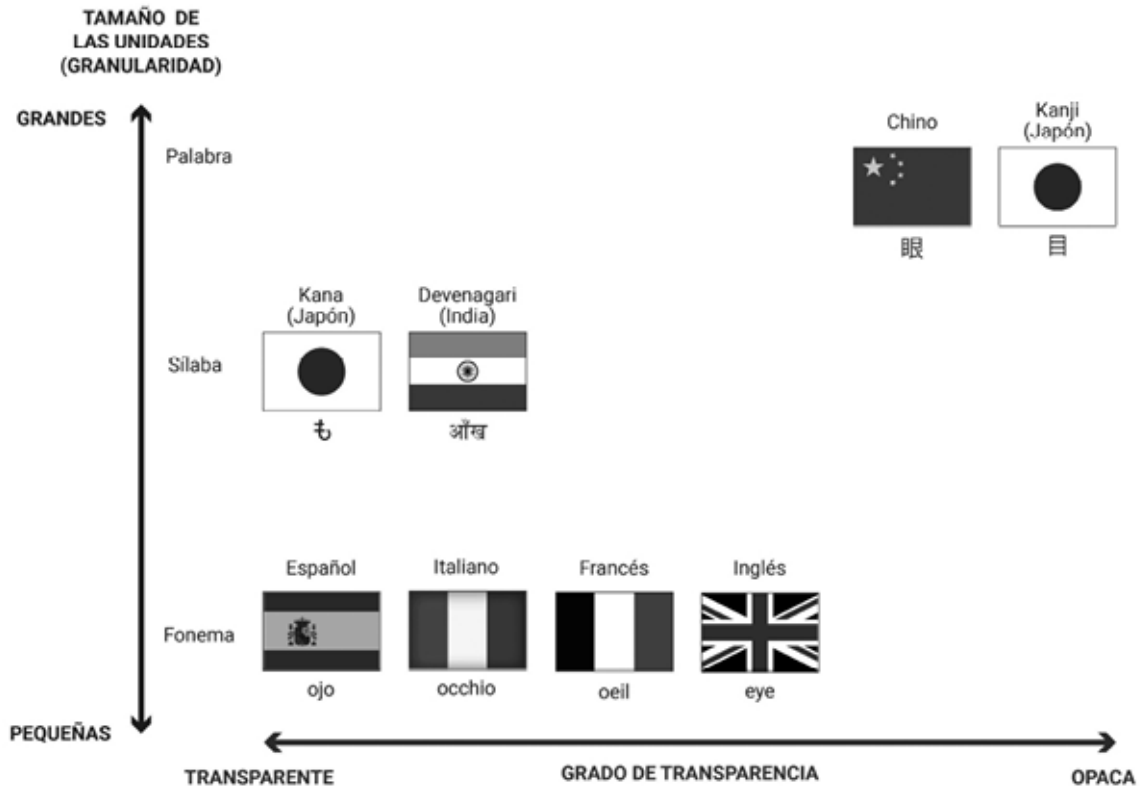 TAMAÑO DE
LAS UNIDADES
(GRANULARIDAD)
GRANDES
Palabra
Chino
眼
Kanji
(Japón)
目
Sílaba
Kana
(Japón)
も
Devenagari
(India)
आँख
Fonema
Español
ojo
Italiano
occhio
Francés
oeil
Inglés
eye
PEQUEÑAS
TRANSPARENTE
GRADO DE TRANSPARENCIA
OPACA